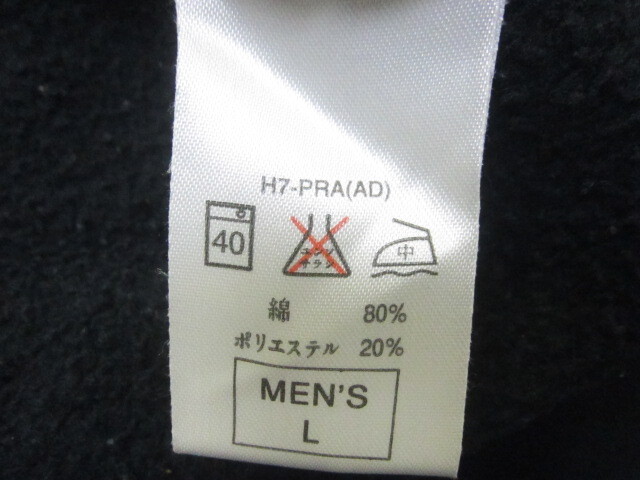 H7-PRA(AD)
40
エンソ
サラシ
中
綿 80%
ポリエステル 20%
MEN'S
L